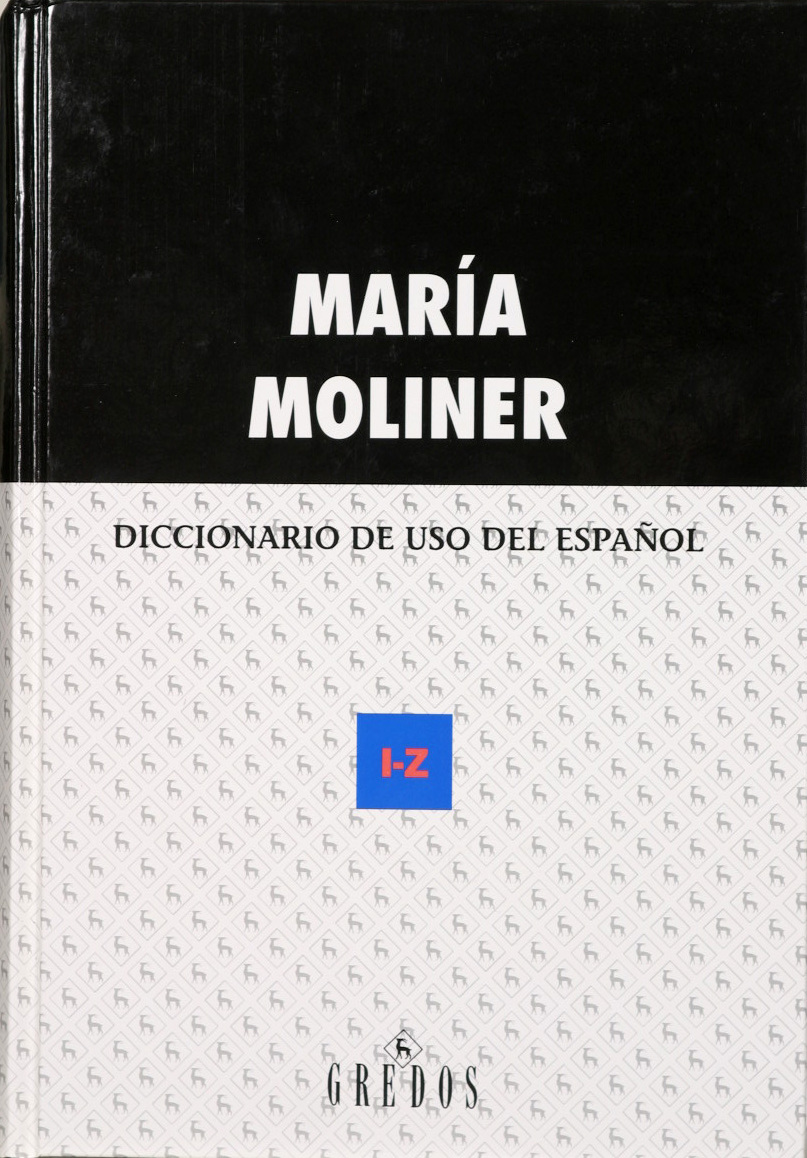 MARÍA
MOLINER
DICCIONARIO DE USO DEL ESPAÑOL
I-Z
GREDOS